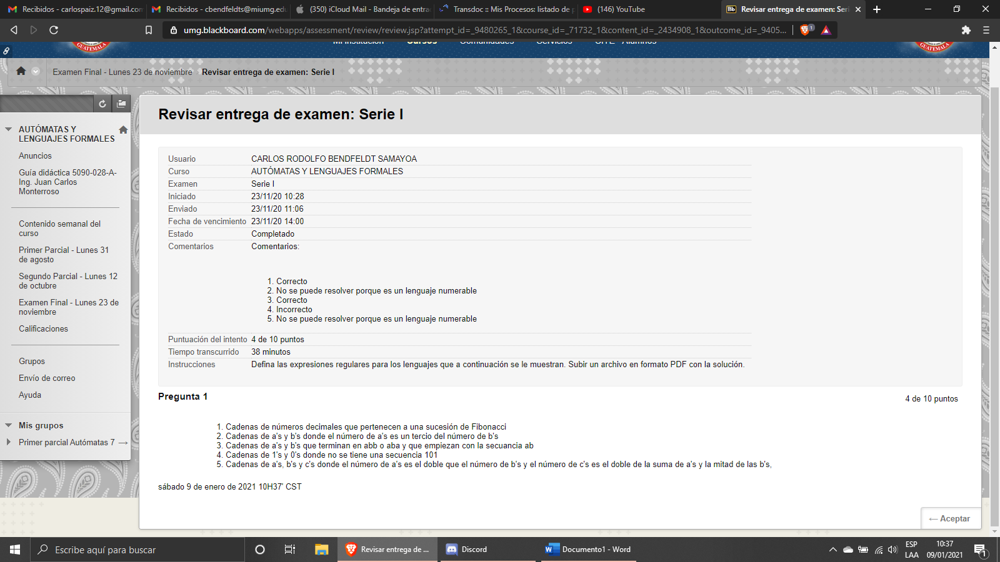 Recibidos - carlospaiz.12@gmail.con
Recibidos - cbendfeldts@miumg.edu
(350) iCloud Mail - Bandeja de entra
Transdoc :: Mis Procesos: listado de p
(146) YouTube
Bb Revisar entrega de examen: Seri
umg.blackboard.com/webapps/assessment/review/review.jsp?attempt_id=_9480265_1&course_id=_71732_1&content_id=_2434908_1&outcome_id=_9405...
1
GUATEMALA
Mi Institución Cursos Comunidades Servicios CITE - Alumnos
GUATEMALA
Examen Final - Lunes 23 de noviembre Revisar entrega de examen: Serie I
AUTÓMATAS Y
LENGUAJES FORMALES
Anuncios
Guía didáctica 5090-028-A-
Ing. Juan Carlos
Monterroso
Contenido semanal del
curso
Primer Parcial - Lunes 31
de agosto
Segundo Parcial - Lunes 12
de octubre
Examen Final - Lunes 23 de
noviembre
Calificaciones
Grupos
Envío de correo
Ayuda
Mis grupos
Primer parcial Autómatas 7
Revisar entrega de examen: Serie I
Usuario CARLOS RODOLFO BENDFELDT SAMAYOA
Curso AUTÓMATAS Y LENGUAJES FORMALES
Examen Serie I
Iniciado 23/11/20 10:28
Enviado 23/11/20 11:06
Fecha de vencimiento 23/11/20 14:00
Estado Completado
Comentarios Comentarios:
1. Correcto
2. No se puede resolver porque es un lenguaje numerable
3. Correcto
4. Incorrecto
5. No se puede resolver porque es un lenguaje numerable
Puntuación del intento 4 de 10 puntos
Tiempo transcurrido 38 minutos
Instrucciones Defina las expresiones regulares para los lenguajes que a continuación se le muestran. Subir un archivo en formato PDF con la solución.
Pregunta 1 4 de 10 puntos
1. Cadenas de números decimales que pertenecen a una sucesión de Fibonacci
2. Cadenas de a's y b's donde el número de a's es un tercio del número de b's
3. Cadenas de a's y b's que terminan en abb o aba y que empiezan con la secuancia ab
4. Cadenas de 1's y 0's donde no se tiene una secuencia 101
5. Cadenas de a's, b's y c's donde el número de a's es el doble que el número de b's y el número de c's es el doble de la suma de a's y la mitad de las b's,
sábado 9 de enero de 2021 10H37' CST
← Aceptar
Escribe aquí para buscar
Revisar entrega de ...
Discord
Documento1 - Word
ESP
LAA
10:37
09/01/2021
1